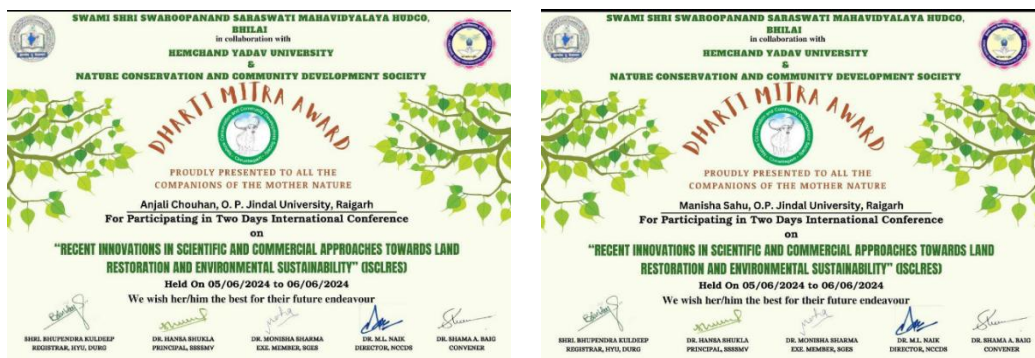 SWAMI SHRI SWAROOPANAND SARASWATI MAHAVIDYALAYA HUDCO,
BHILAI
in collaboration with
HEMCHAND YADAV UNIVERSITY
&
NATURE CONSERVATION AND COMMUNITY DEVELOPMENT SOCIETY
DHARTI MITRA AWARD
PROUDLY PRESENTED TO ALL THE
COMPANIONS OF THE MOTHER NATURE
Anjali Chouhan, O. P. Jindal University, Raigarh
For Participating in Two Days International Conference
on
“RECENT INNOVATIONS IN SCIENTIFIC AND COMMERCIAL APPROACHES TOWARDS LAND
RESTORATION AND ENVIRONMENTAL SUSTAINABILITY” (ISCLRES)
Held On 05/06/2024 to 06/06/2024
We wish her/him the best for their future endeavour
SHRI. BHUPENDRA KULDEEP
REGISTRAR, HYU, DURG
DR. HANSA SHUKLA
PRINCIPAL, SSSSMV
DR. MONISHA SHARMA
EXE. MEMBER, SGES
DR. M.L. NAIK
DIRECTOR, NCCDS
DR. SHAMA A. BAIG
CONVENER
SWAMI SHRI SWAROOPANAND SARASWATI MAHAVIDYALAYA HUDCO,
BHILAI
in collaboration with
HEMCHAND YADAV UNIVERSITY
&
NATURE CONSERVATION AND COMMUNITY DEVELOPMENT SOCIETY
DHARTI MITRA AWARD
PROUDLY PRESENTED TO ALL THE
COMPANIONS OF THE MOTHER NATURE
Manisha Sahu, O.P. Jindal University, Raigarh
For Participating in Two Days International Conference
on
“RECENT INNOVATIONS IN SCIENTIFIC AND COMMERCIAL APPROACHES TOWARDS LAND
RESTORATION AND ENVIRONMENTAL SUSTAINABILITY” (ISCLRES)
Held On 05/06/2024 to 06/06/2024
We wish her/him the best for their future endeavour
SHRI. BHUPENDRA KULDEEP
REGISTRAR, HYU, DURG
DR. HANSA SHUKLA
PRINCIPAL, SSSSMV
DR. MONISHA SHARMA
EXE. MEMBER, SGES
DR. M.L. NAIK
DIRECTOR, NCCDS
DR. SHAMA A. BAIG
CONVENER